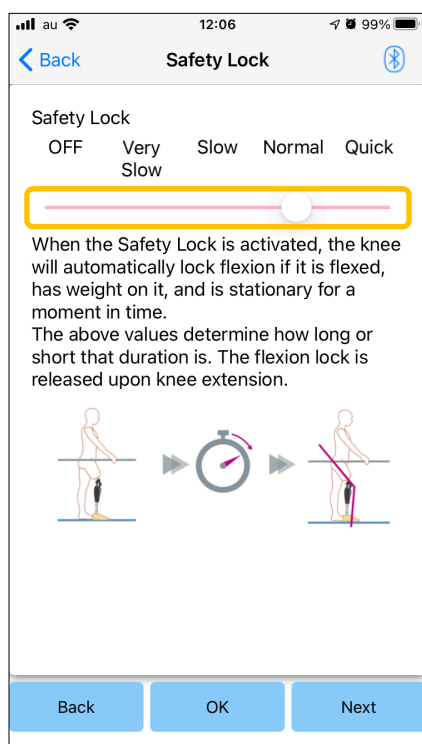 au 12:06 99%
Back Safety Lock
Safety Lock
OFF Very Slow Slow Normal Quick
When the Safety Lock is activated, the knee
will automatically lock flexion if it is flexed,
has weight on it, and is stationary for a
moment in time.
The above values determine how long or
short that duration is. The flexion lock is
released upon knee extension.
Back OK Next